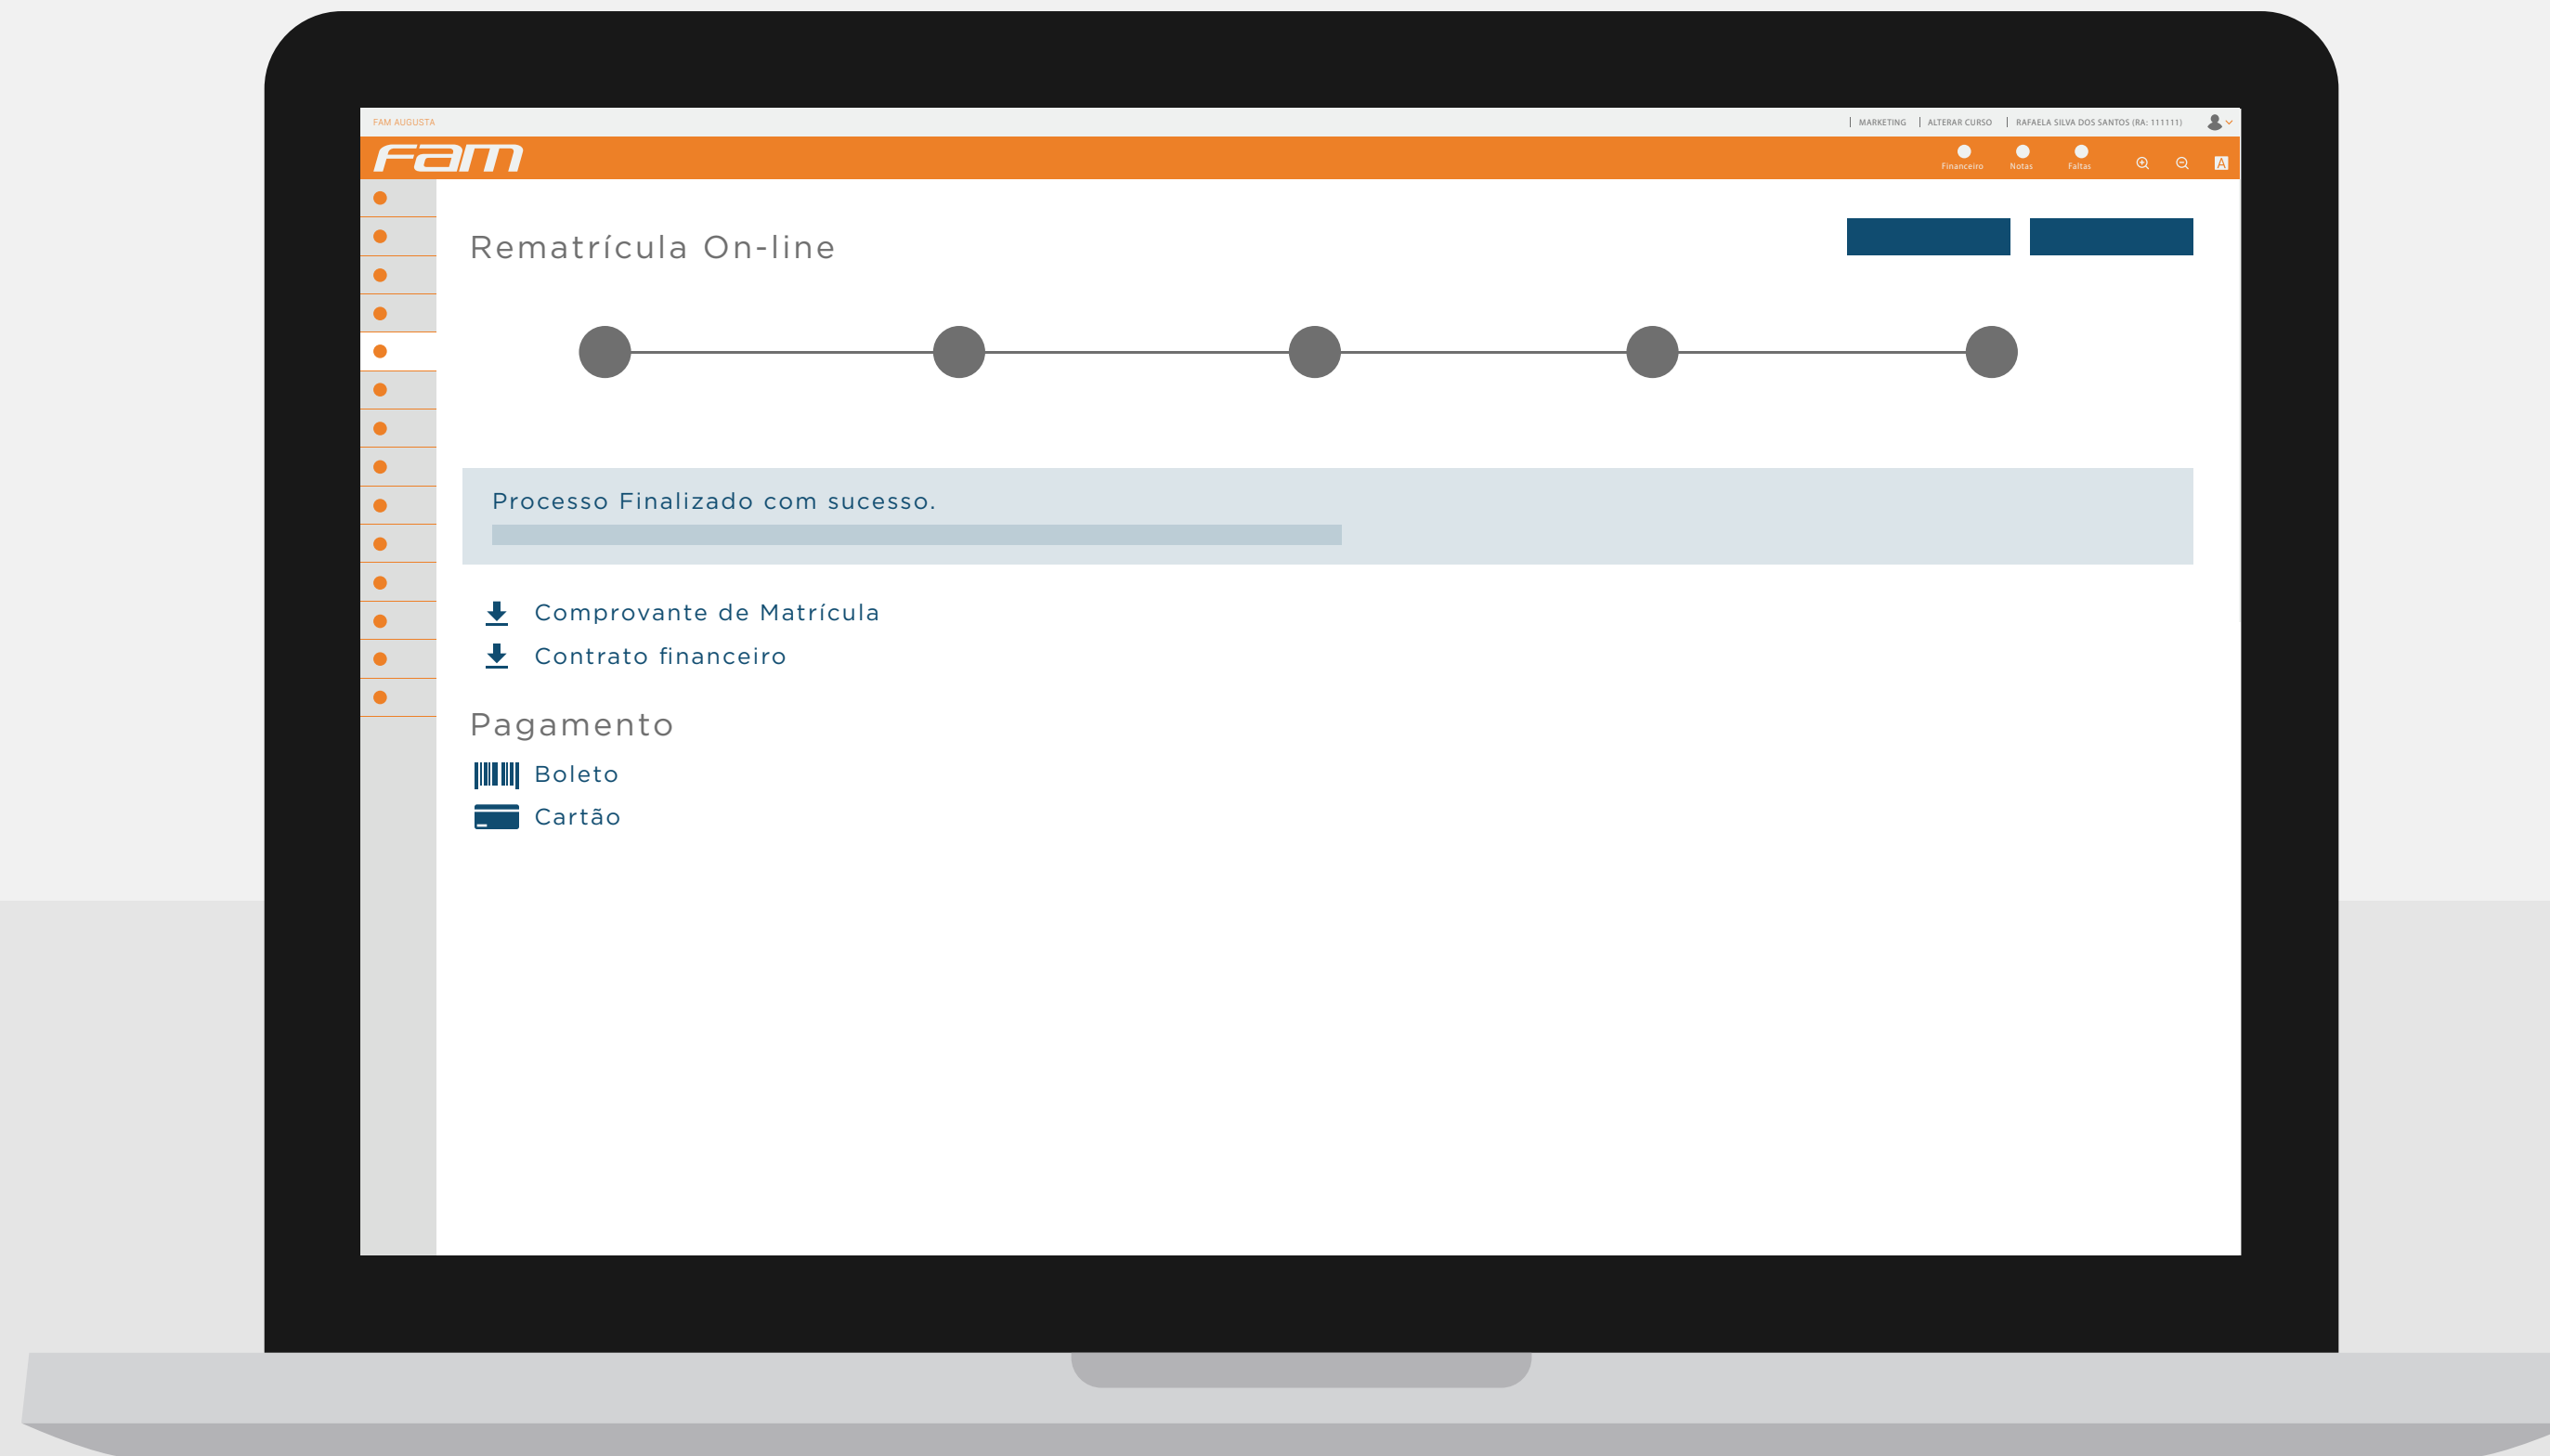 FAM AUGUSTA
MARKETING ALTERAR CURSO RAFAELA SILVA DOS SANTOS (RA: 111111)
Fam
Financeiro Notas Faltas A
Rematrícula On-line
Processo Finalizado com sucesso.
Comprovante de Matrícula
Contrato financeiro
Pagamento
Boleto
Cartão